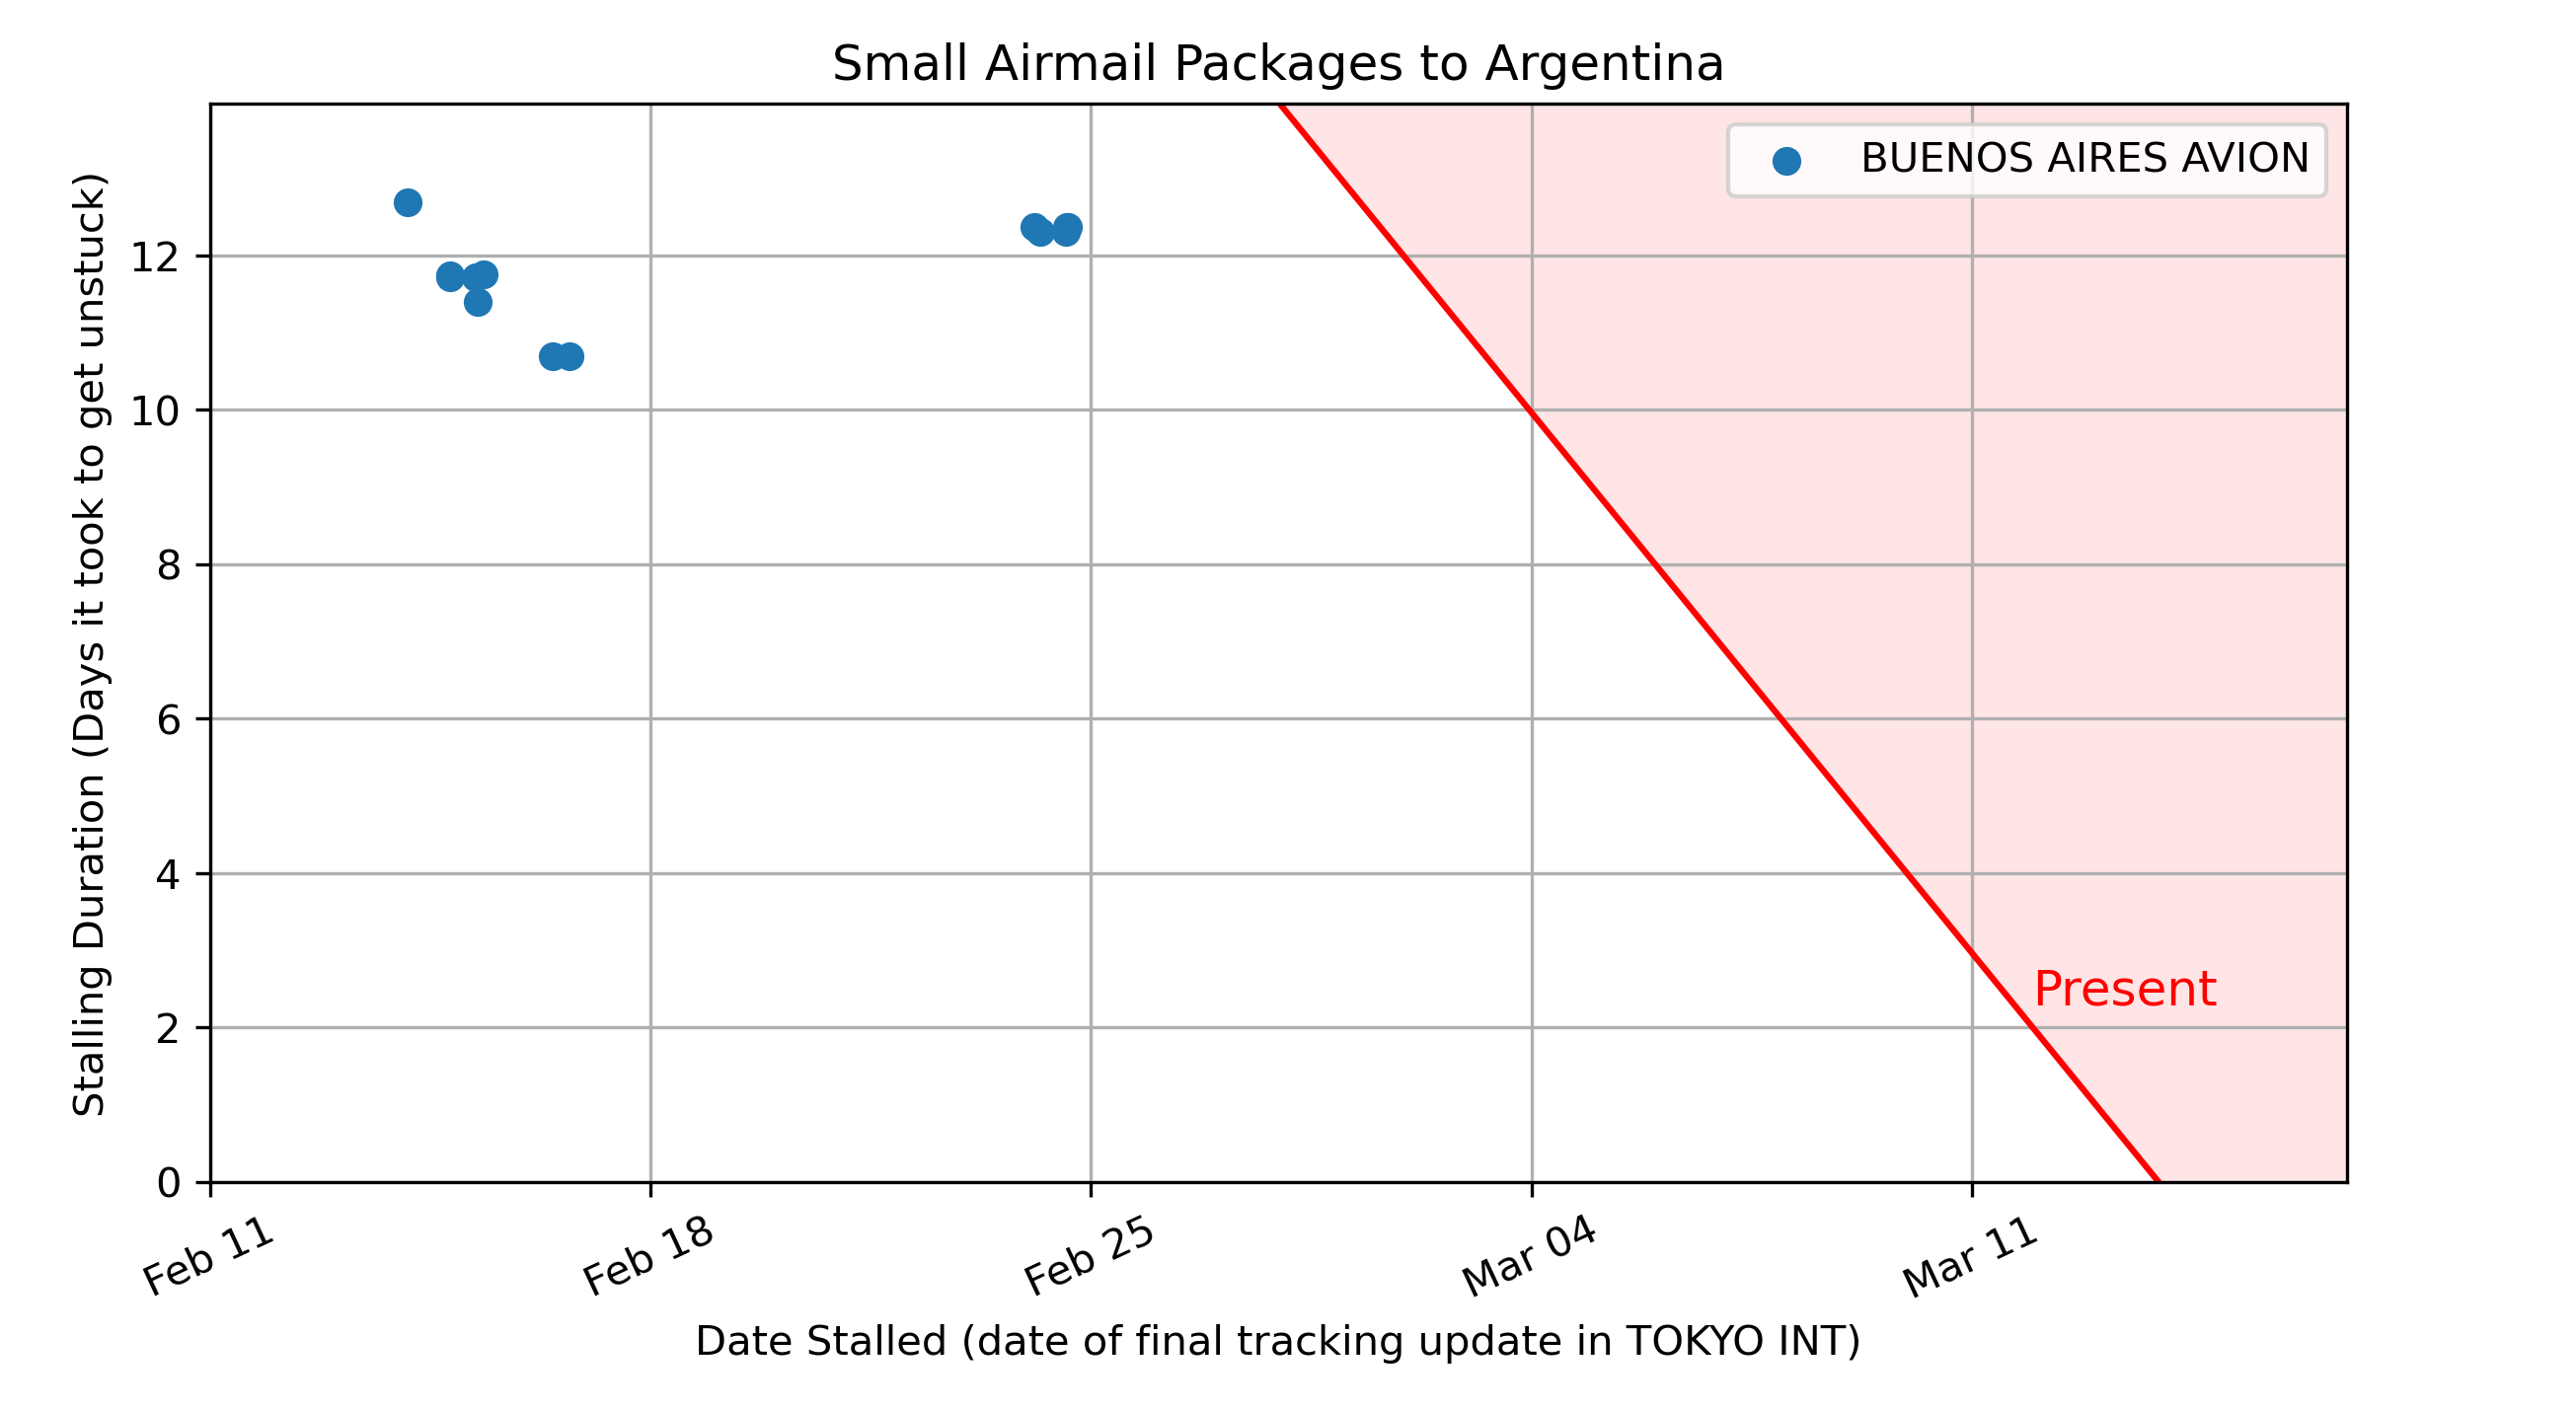 Small Airmail Packages to Argentina
BUENOS AIRES AVION
Stalling Duration (Days it took to get unstuck)
12
10
8
6
4
2
0
Present
Feb 11
Feb 18
Feb 25
Mar 04
Mar 11
Date Stalled (date of final tracking update in TOKYO INT)